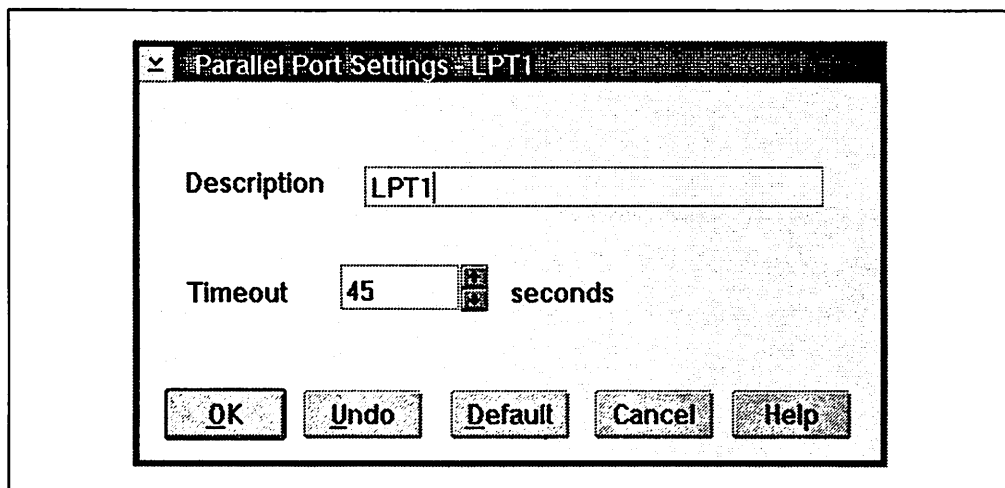 Parallel Port Settings - LPT1
Description LPT1
Timeout 45 seconds
OK Undo Default Cancel Help